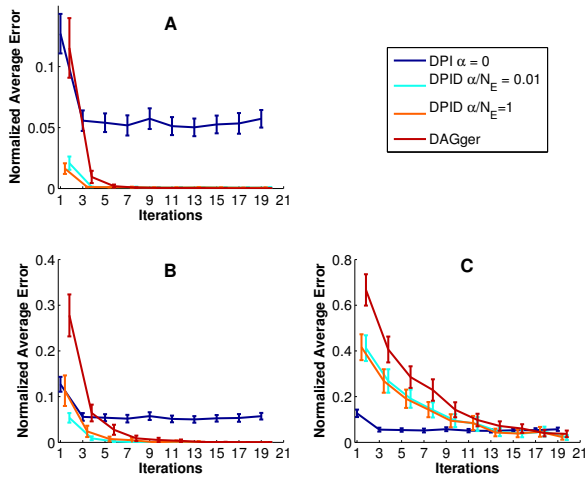 A
Normalized Average Error
0.1
0.05
0
1 3 5 7 9 11 13 15 17 19 21
Iterations
DPI α = 0
DPID α/N_E = 0.01
DPID α/N_E=1
DAGger
B
Normalized Average Error
0.4
0.3
0.2
0.1
0
1 3 5 7 9 11 13 15 17 19 21
Iterations
C
Normalized Average Error
0.8
0.6
0.4
0.2
0
1 3 5 7 9 11 13 15 17 19 21
Iterations